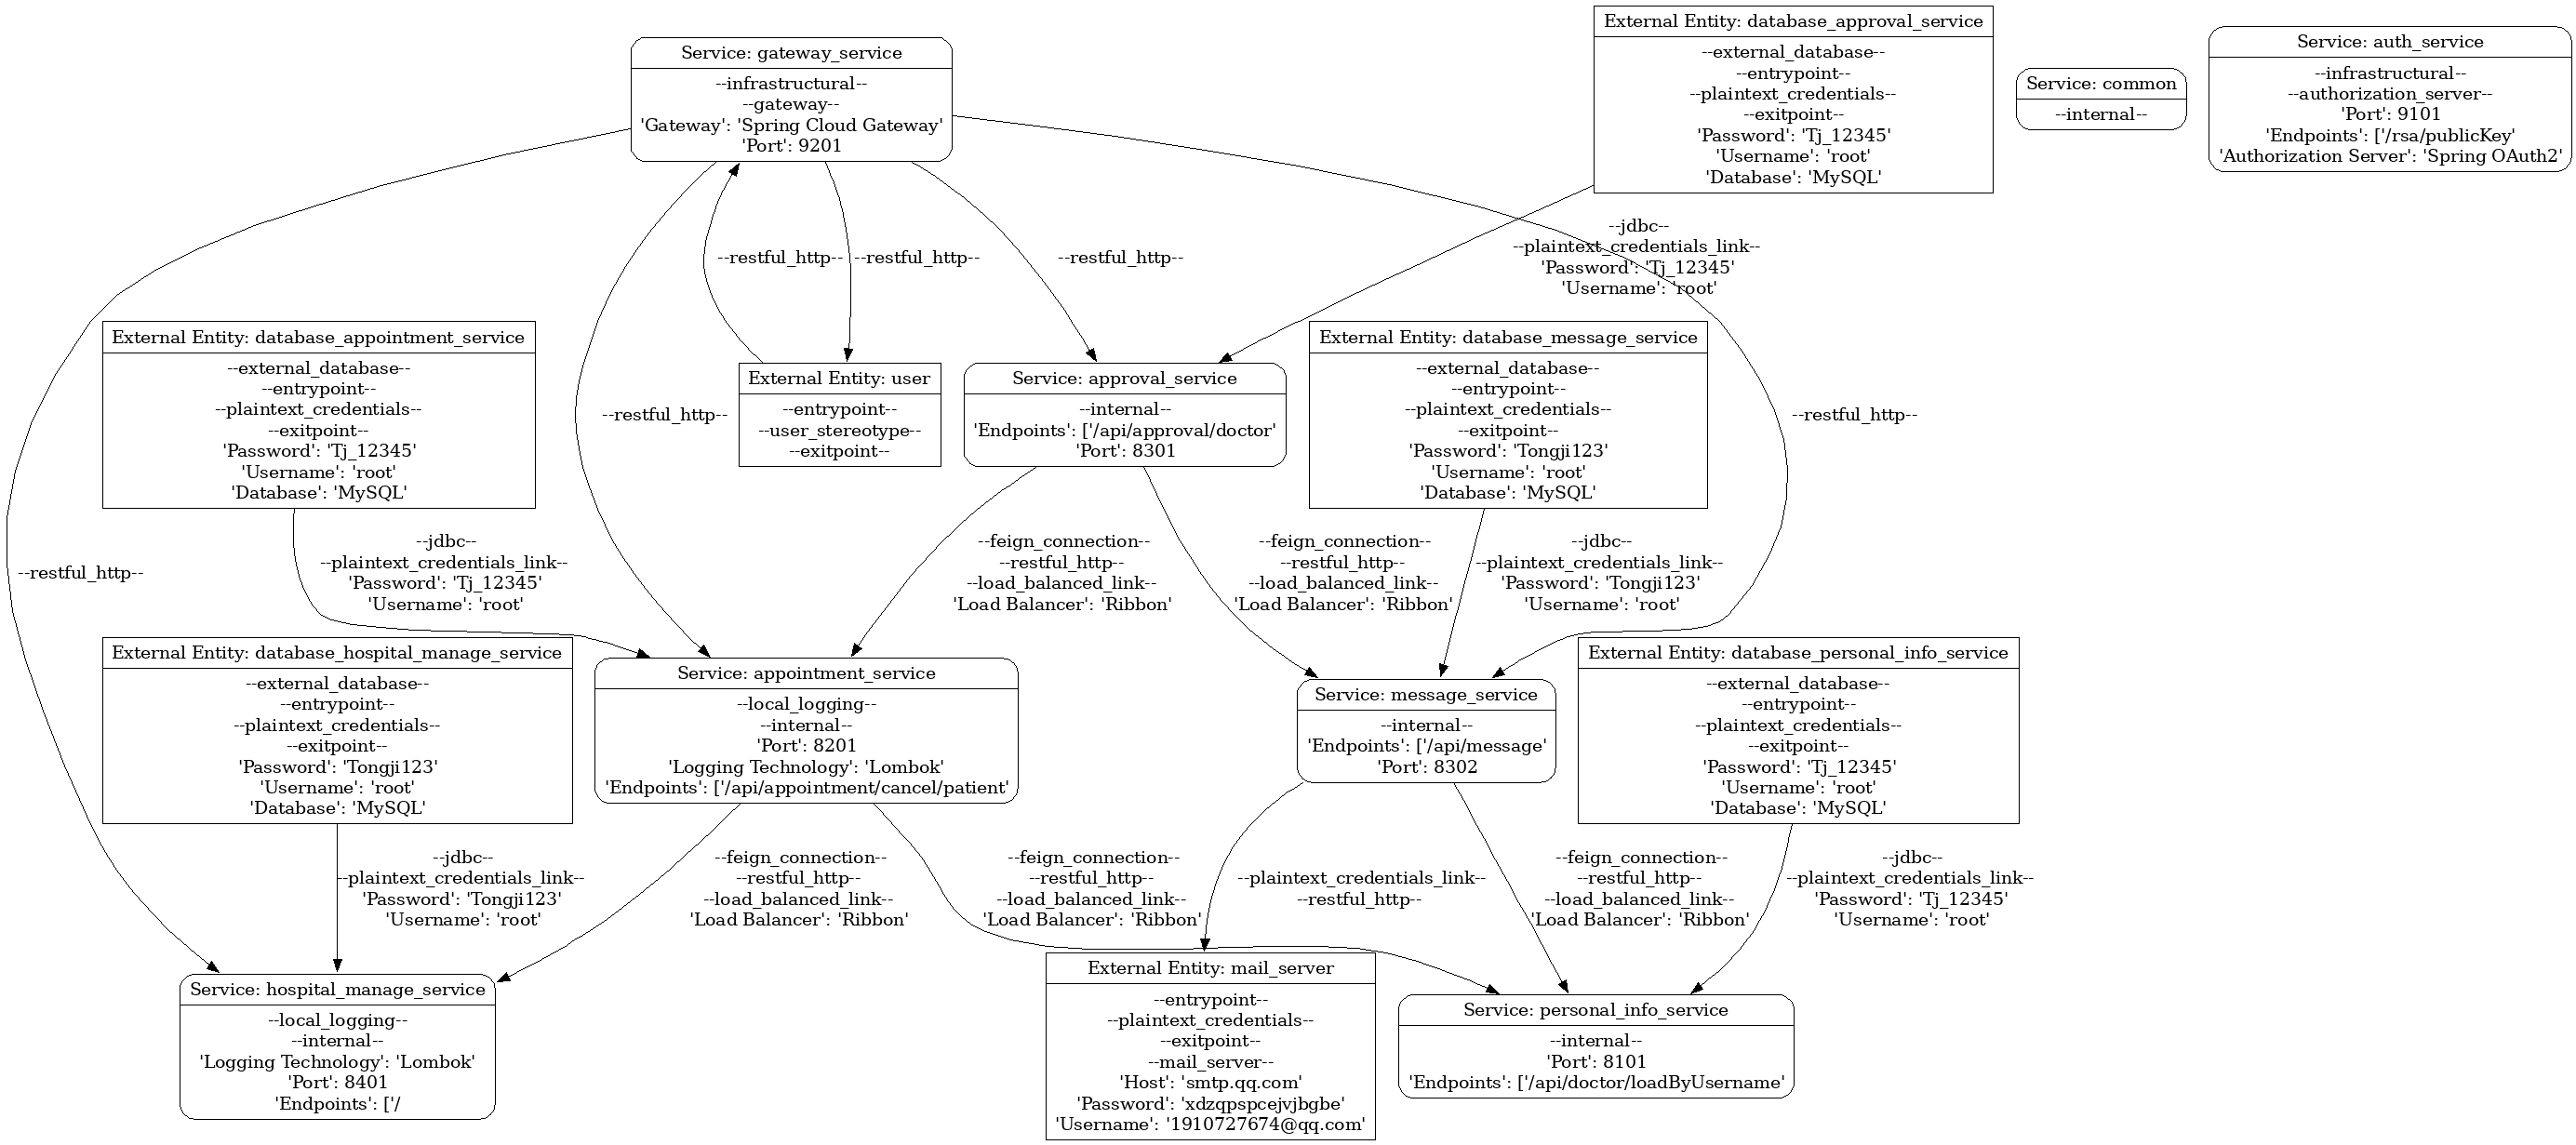 External Entity: database_approval_service
--external_database--
--entrypoint--
--plaintext_credentials--
--exitpoint--
'Password': 'Tj_12345'
'Username': 'root'
'Database': 'MySQL'
Service: auth_service
--infrastructural--
--authorization_server--
'Port': 9101
'Endpoints': ['/rsa/publicKey'
'Authorization Server': 'Spring OAuth2'
Service: gateway_service
--infrastructural--
--gateway--
'Gateway': 'Spring Cloud Gateway'
'Port': 9201
Service: common
--internal--
--restful_http--
--restful_http--
--restful_http--
--jdbc--
--plaintext_credentials_link--
'Password': 'Tj_12345'
'Username': 'root'
External Entity: database_appointment_service
--external_database--
--entrypoint--
--plaintext_credentials--
--exitpoint--
'Password': 'Tj_12345'
'Username': 'root'
'Database': 'MySQL'
--restful_http--
External Entity: user
--entrypoint--
--user_stereotype--
--exitpoint--
Service: approval_service
--internal--
'Endpoints': ['/api/approval/doctor'
'Port': 8301
External Entity: database_message_service
--external_database--
--entrypoint--
--plaintext_credentials--
--exitpoint--
'Password': 'Tongji123'
'Username': 'root'
'Database': 'MySQL'
--restful_http--
--restful_http--
--jdbc--
--plaintext_credentials_link--
'Password': 'Tj_12345'
'Username': 'root'
--feign_connection--
--restful_http--
--load_balanced_link--
'Load Balancer': 'Ribbon'
--feign_connection--
--restful_http--
--load_balanced_link--
'Load Balancer': 'Ribbon'
--jdbc--
--plaintext_credentials_link--
'Password': 'Tongji123'
'Username': 'root'
External Entity: database_hospital_manage_service
--external_database--
--entrypoint--
--plaintext_credentials--
--exitpoint--
'Password': 'Tongji123'
'Username': 'root'
'Database': 'MySQL'
Service: appointment_service
--local_logging--
--internal--
'Port': 8201
'Logging Technology': 'Lombok'
'Endpoints': ['/api/appointment/cancel/patient'
Service: message_service
--internal--
'Endpoints': ['/api/message'
'Port': 8302
External Entity: database_personal_info_service
--external_database--
--entrypoint--
--plaintext_credentials--
--exitpoint--
'Password': 'Tj_12345'
'Username': 'root'
'Database': 'MySQL'
--jdbc--
--plaintext_credentials_link--
'Password': 'Tongji123'
'Username': 'root'
--feign_connection--
--restful_http--
--load_balanced_link--
'Load Balancer': 'Ribbon'
--feign_connection--
--restful_http--
--load_balanced_link--
'Load Balancer': 'Ribbon'
--plaintext_credentials_link--
--restful_http--
--feign_connection--
--restful_http--
--load_balanced_link--
'Load Balancer': 'Ribbon'
--jdbc--
--plaintext_credentials_link--
'Password': 'Tj_12345'
'Username': 'root'
Service: hospital_manage_service
--local_logging--
--internal--
'Logging Technology': 'Lombok'
'Port': 8401
'Endpoints': ['/
External Entity: mail_server
--entrypoint--
--plaintext_credentials--
--exitpoint--
--mail_server--
'Host': 'smtp.qq.com'
'Password': 'xdzqpspcejvjbgbe'
'Username': '1910727674@qq.com'
Service: personal_info_service
--internal--
'Port': 8101
'Endpoints': ['/api/doctor/loadByUsername'